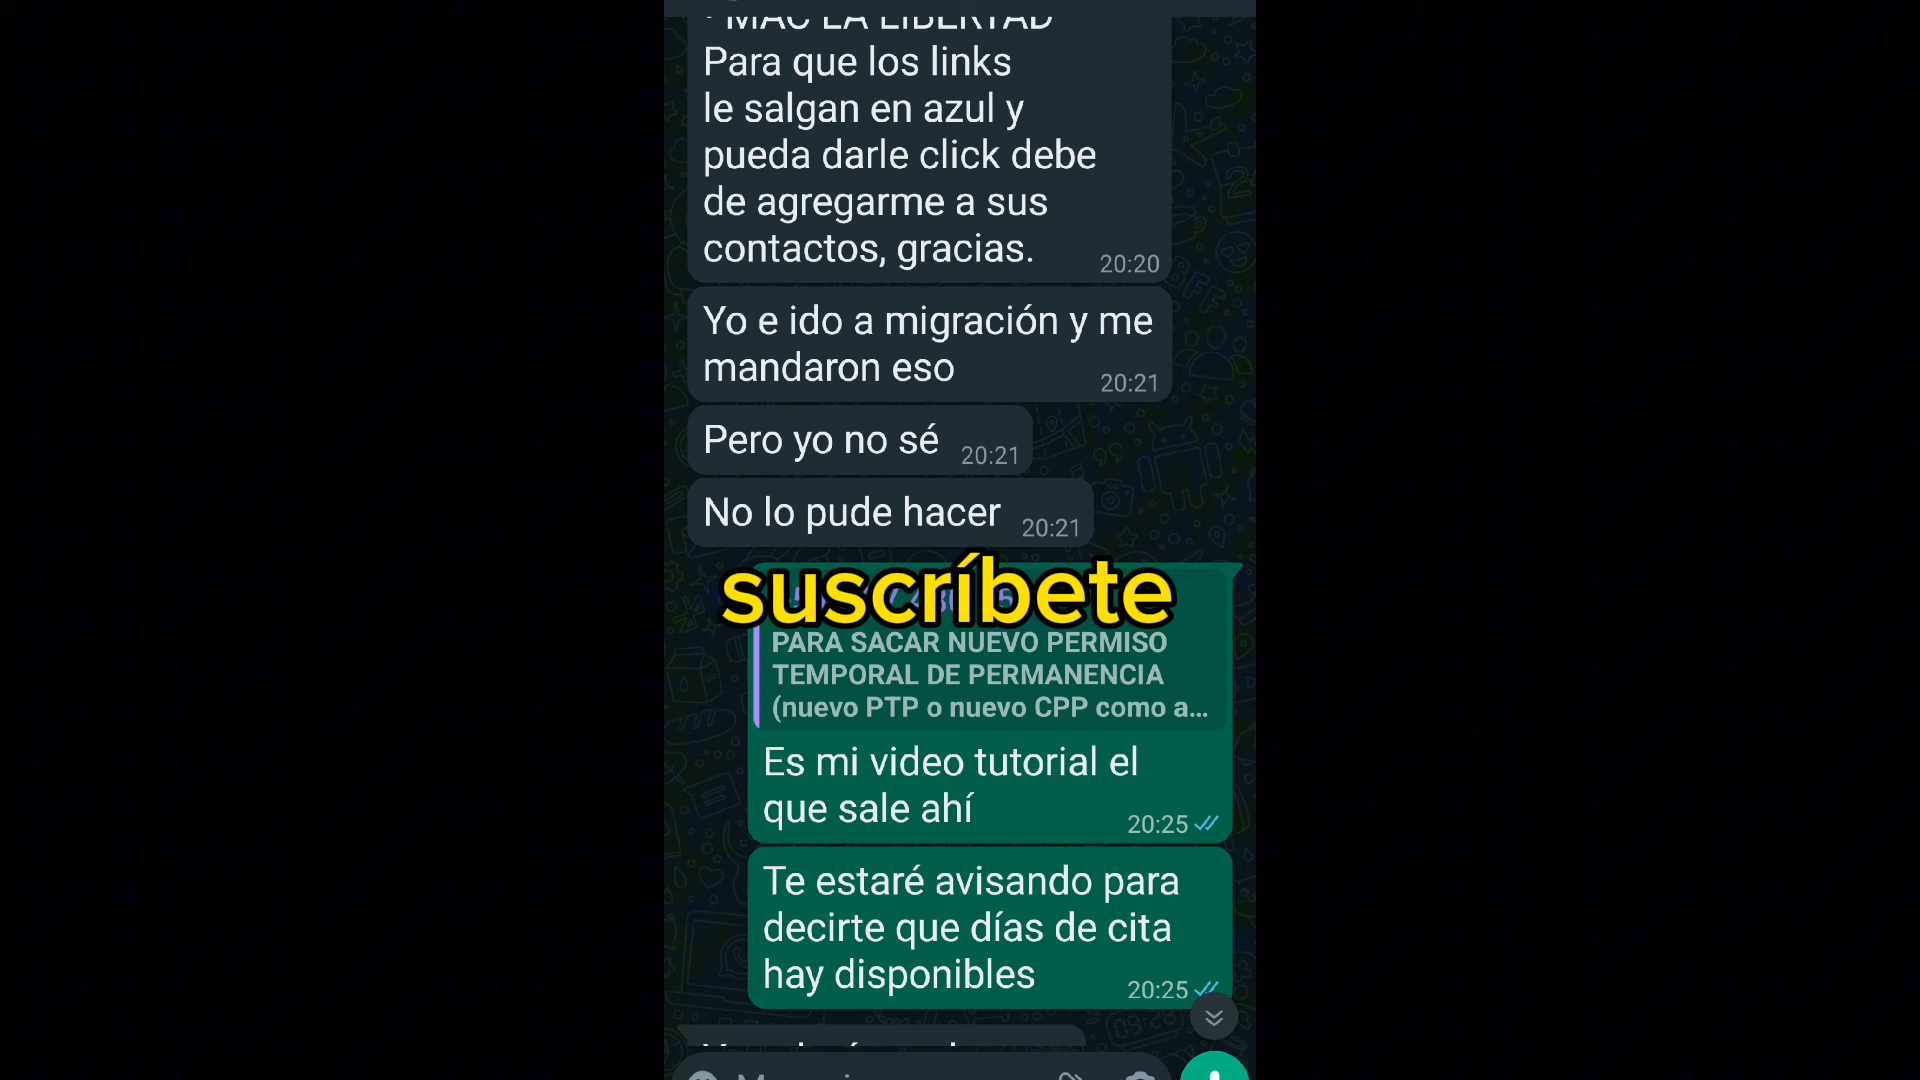 * MAC LA LIBERTAD
Para que los links
le salgan en azul y
pueda darle click debe
de agregarme a sus
contactos, gracias.
20:20
Yo e ido a migración y me
mandaron eso
20:21
Pero yo no sé
20:21
No lo pude hacer
20:21
suscríbete
PARA SACAR NUEVO PERMISO
TEMPORAL DE PERMANENCIA
(nuevo PTP o nuevo CPP como a...
Es mi video tutorial el
que sale ahí
20:25
Te estaré avisando para
decirte que días de cita
hay disponibles
20:25